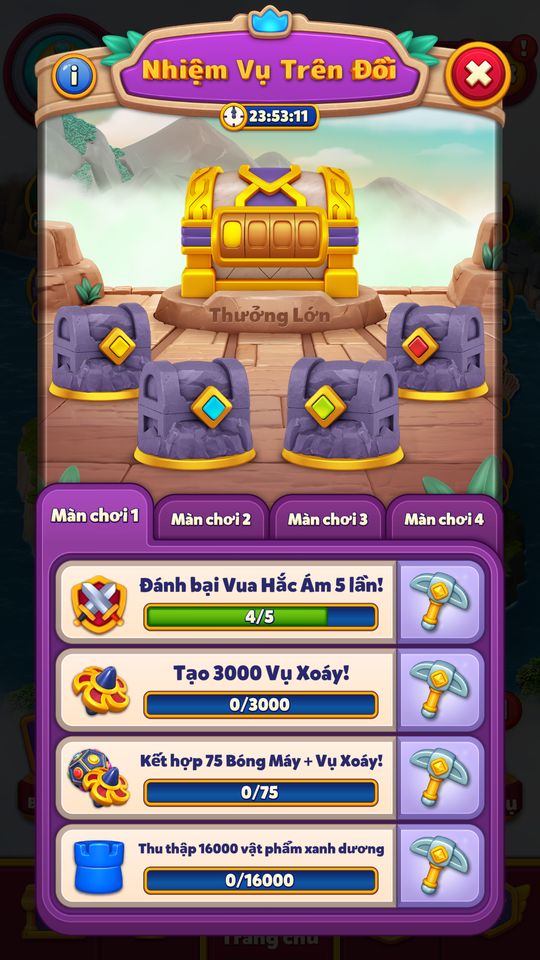 Nhiệm Vụ Trên Đồi
23:53:11
Thưởng Lớn
Màn chơi 1
Màn chơi 2
Màn chơi 3
Màn chơi 4
Đánh bại Vua Hắc Ám 5 lần!
4/5
Tạo 3000 Vụ Xoáy!
0/3000
Kết hợp 75 Bóng Máy + Vụ Xoáy!
0/75
Thu thập 16000 vật phẩm xanh dương
0/16000
Trang chủ